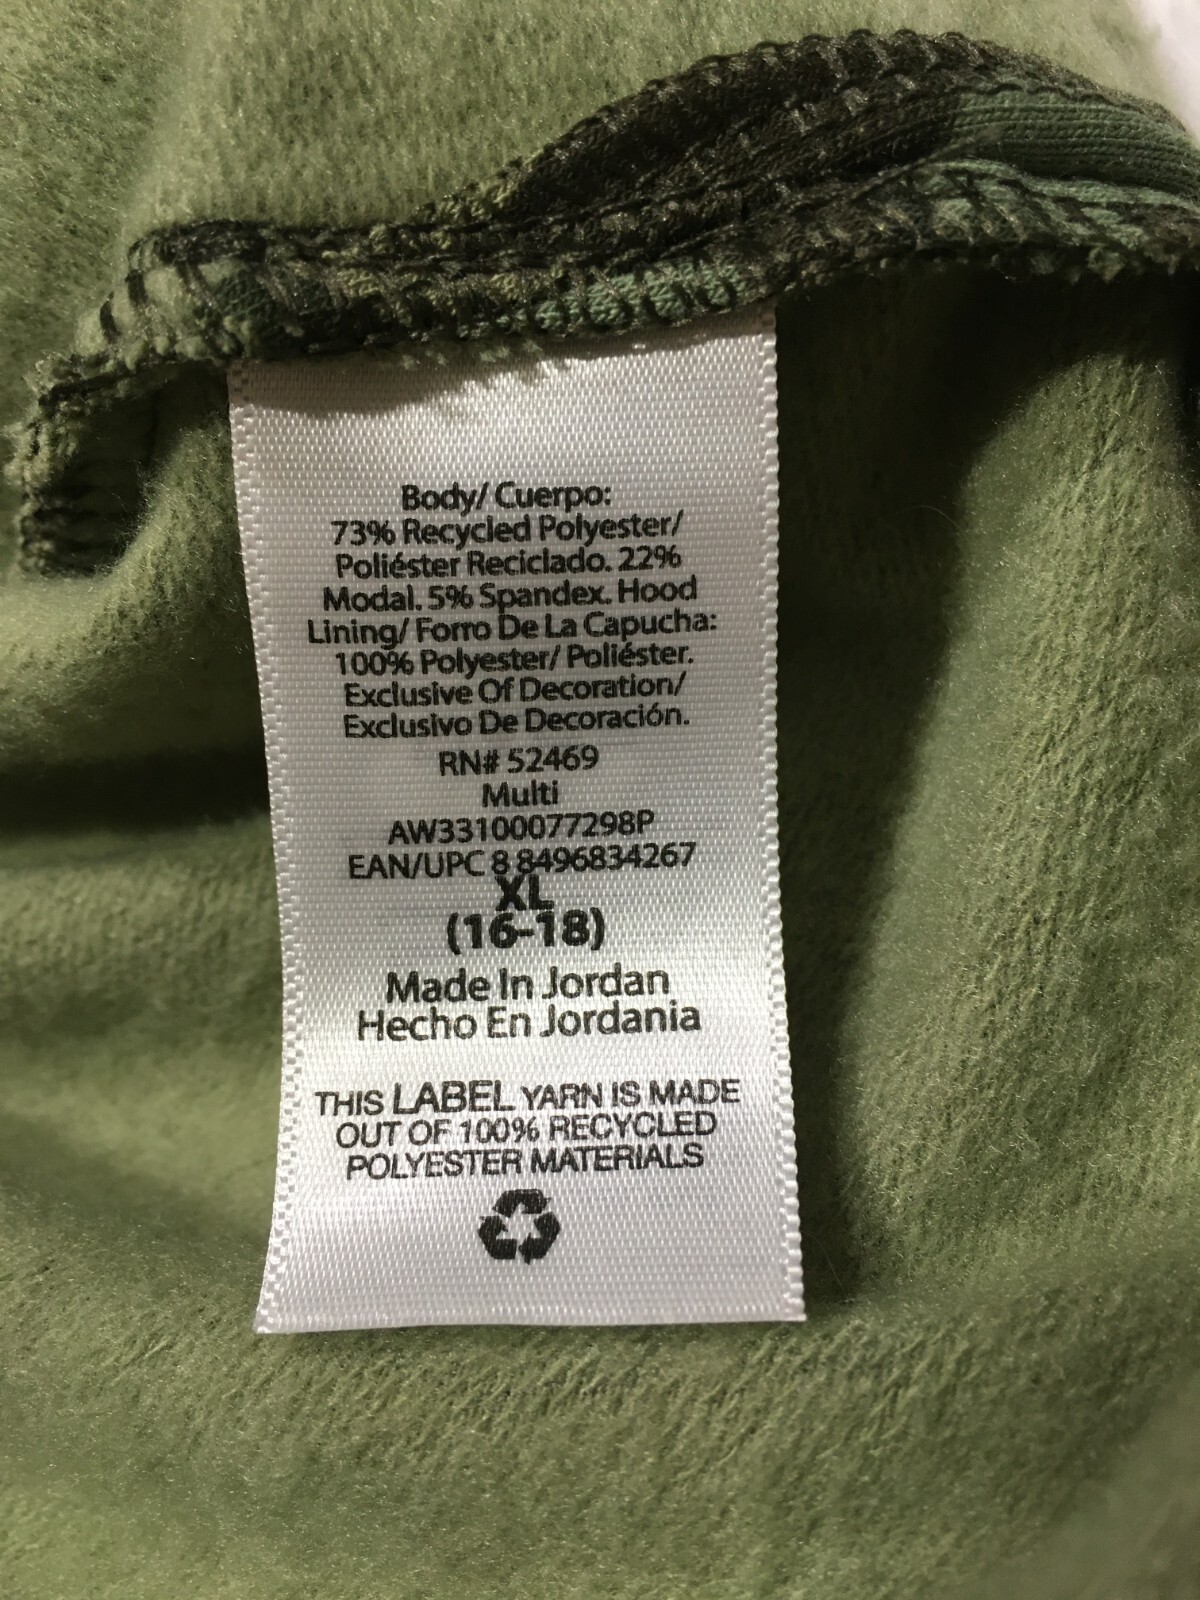 Body/ Cuerpo:
73% Recycled Polyester/
Poliéster Reciclado. 22%
Modal. 5% Spandex. Hood
Lining/ Forro De La Capucha:
100% Polyester/ Poliéster.
Exclusive Of Decoration/
Exclusivo De Decoración.
RN# 52469
Multi
AW33100077298P
EAN/UPC 8 8496834267
XL
(16-18)
Made In Jordan
Hecho En Jordania
THIS LABEL YARN IS MADE
OUT OF 100% RECYCLED
POLYESTER MATERIALS